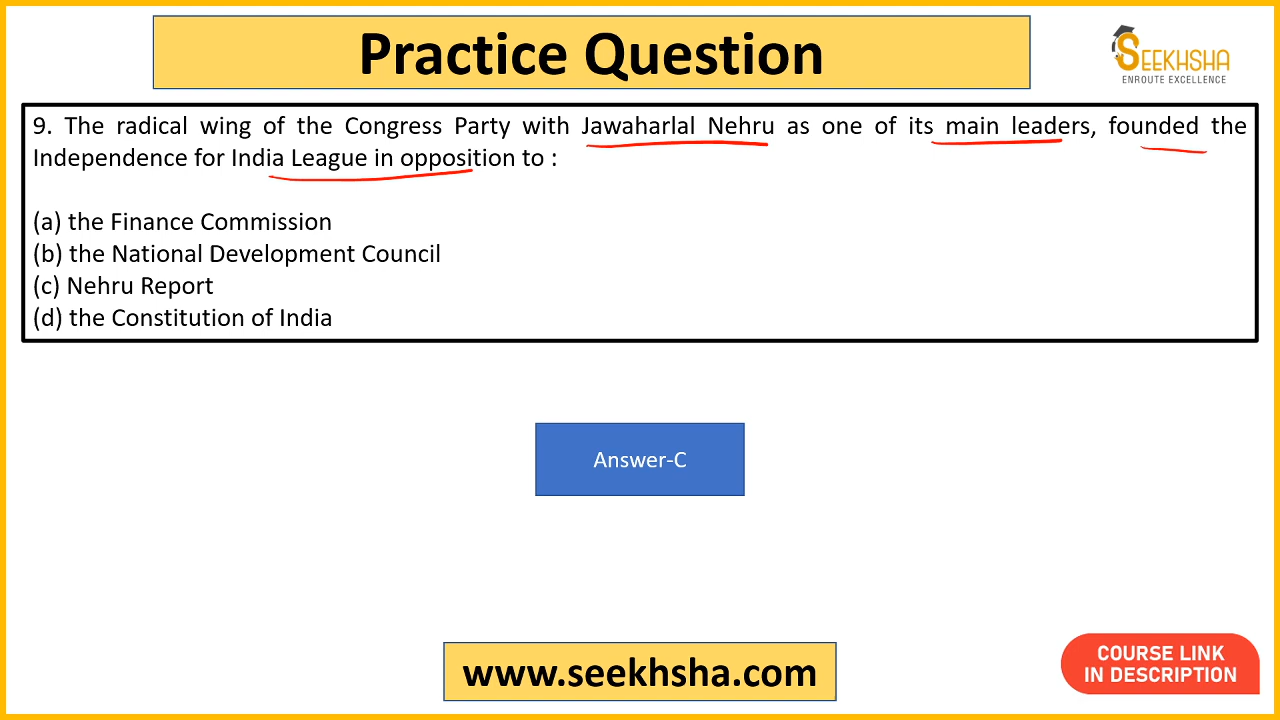 Practice Question
SEEKHSHA
ENROUTE EXCELLENCE
9. The radical wing of the Congress Party with Jawaharlal Nehru as one of its main leaders, founded the
Independence for India League in opposition to :
(a) the Finance Commission
(b) the National Development Council
(c) Nehru Report
(d) the Constitution of India
Answer-C
www.seekhsha.com
COURSE LINK
IN DESCRIPTION